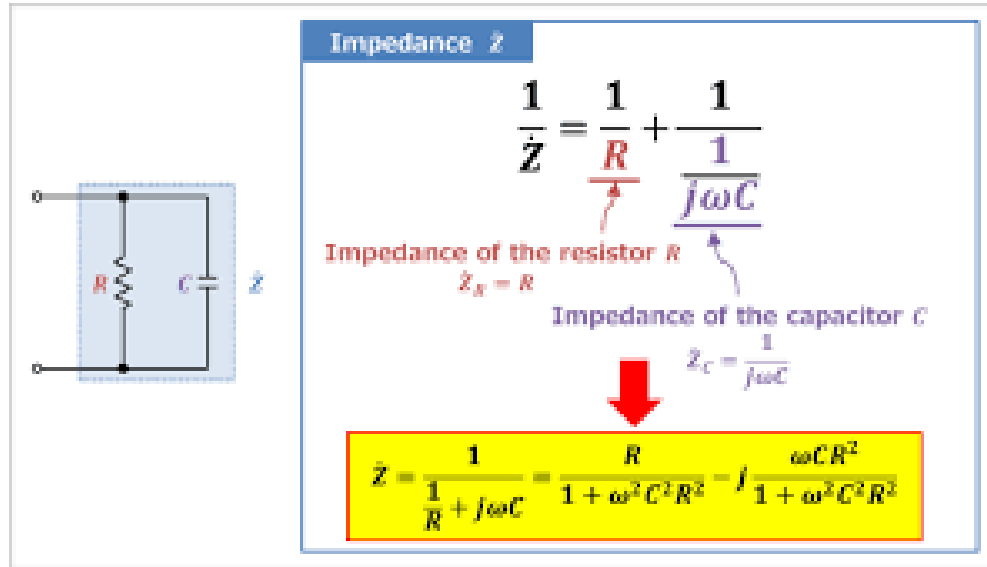 Impedance Ż
1/Ż = 1/R + 1/(1/(jωC))
Impedance of the resistor R
Ż_R = R
R C Ż
Impedance of the capacitor C
Ż_C = 1/(jωC)
Ż = 1/(1/R + jωC) = R/(1 + ω²C²R²) − j ωCR²/(1 + ω²C²R²)